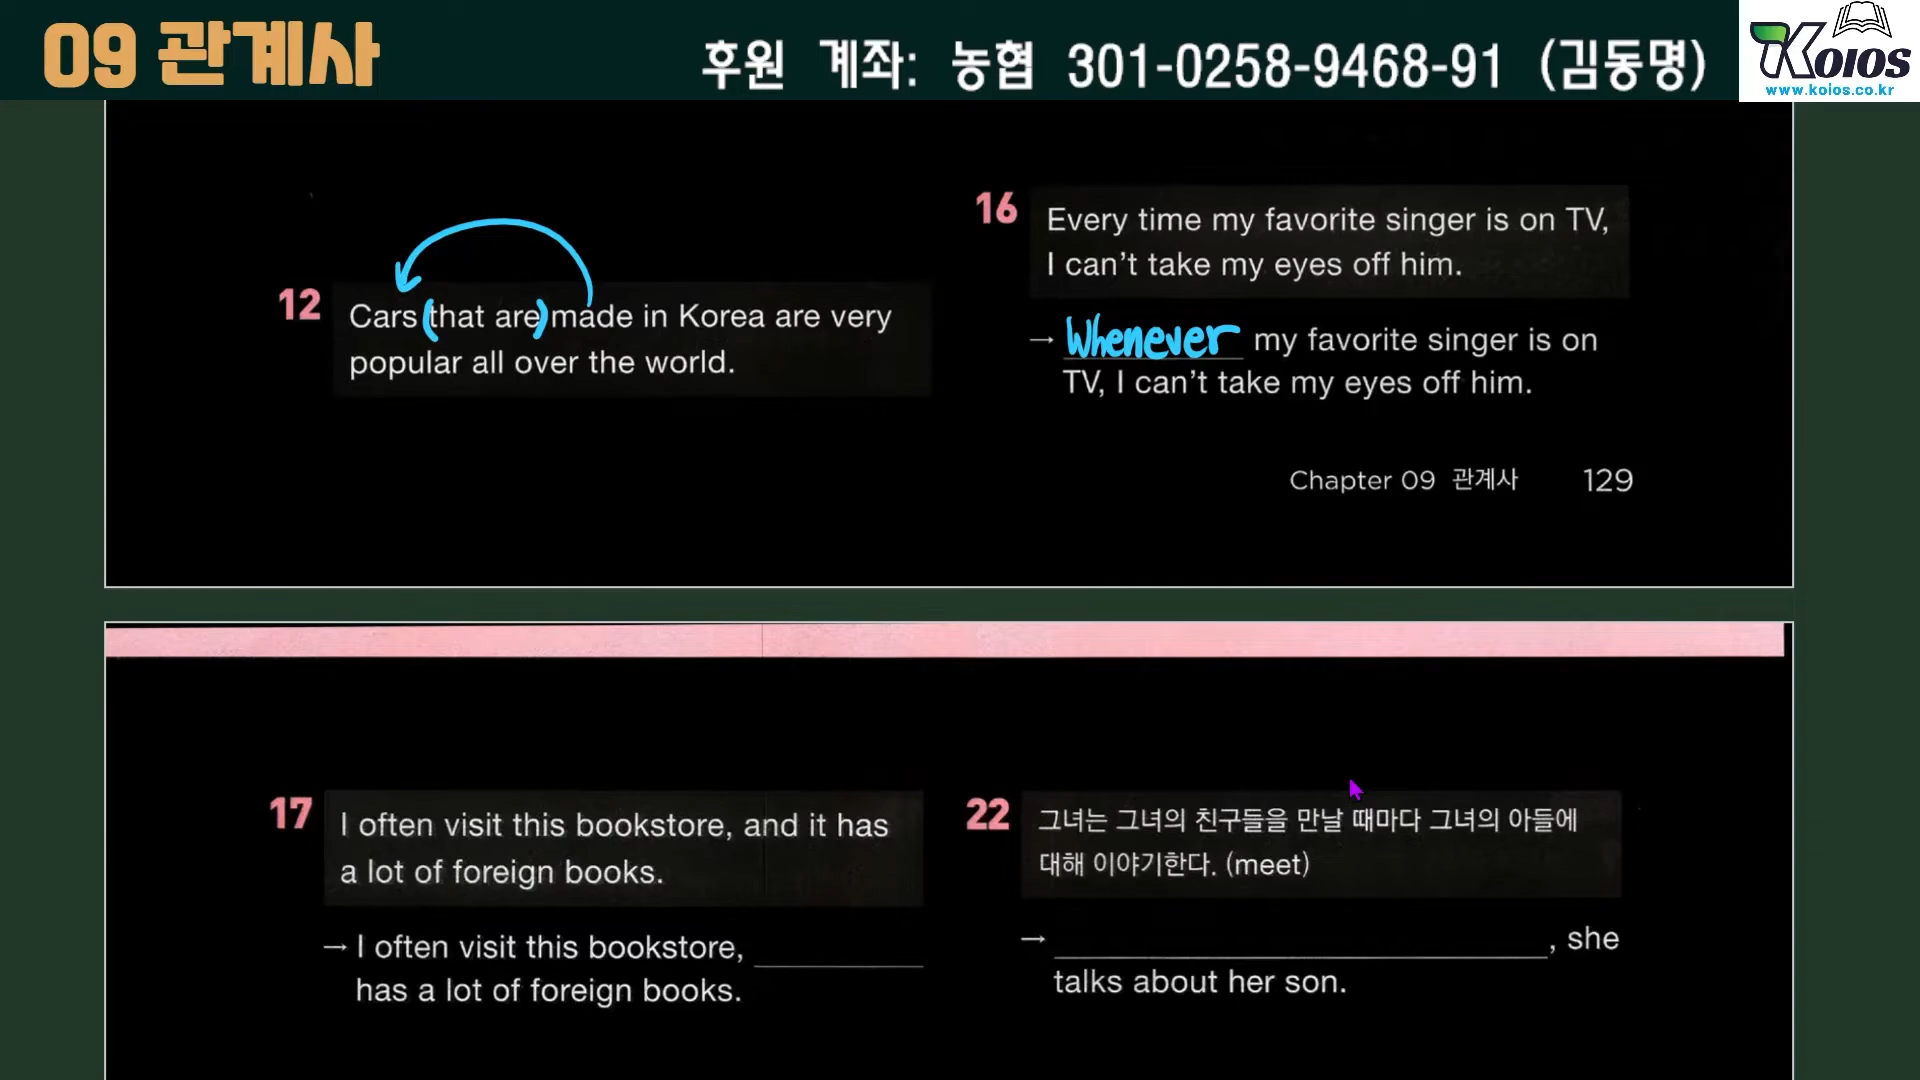 09 관계사
후원 계좌: 농협 301-0258-9468-91 (김동명)
KOIOS
www.koios.co.kr
12 Cars (that are) made in Korea are very
popular all over the world.
16 Every time my favorite singer is on TV,
I can't take my eyes off him.
→ Whenever my favorite singer is on
TV, I can't take my eyes off him.
Chapter 09 관계사 129
17 I often visit this bookstore, and it has
a lot of foreign books.
→ I often visit this bookstore, ________
has a lot of foreign books.
22 그녀는 그녀의 친구들을 만날 때마다 그녀의 아들에
대해 이야기한다. (meet)
→ ________________________, she
talks about her son.